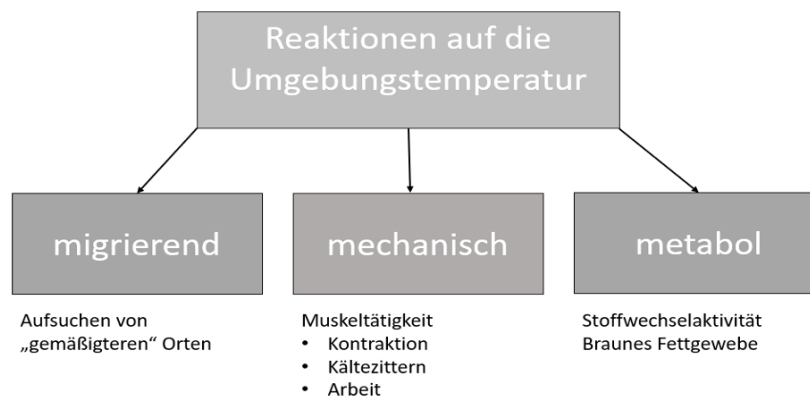 Reaktionen auf die
Umgebungstemperatur
migrierend
mechanisch
metabol
Aufsuchen von
„gemäßigteren“ Orten
Muskeltätigkeit
• Kontraktion
• Kältezittern
• Arbeit
Stoffwechselaktivität
Braunes Fettgewebe